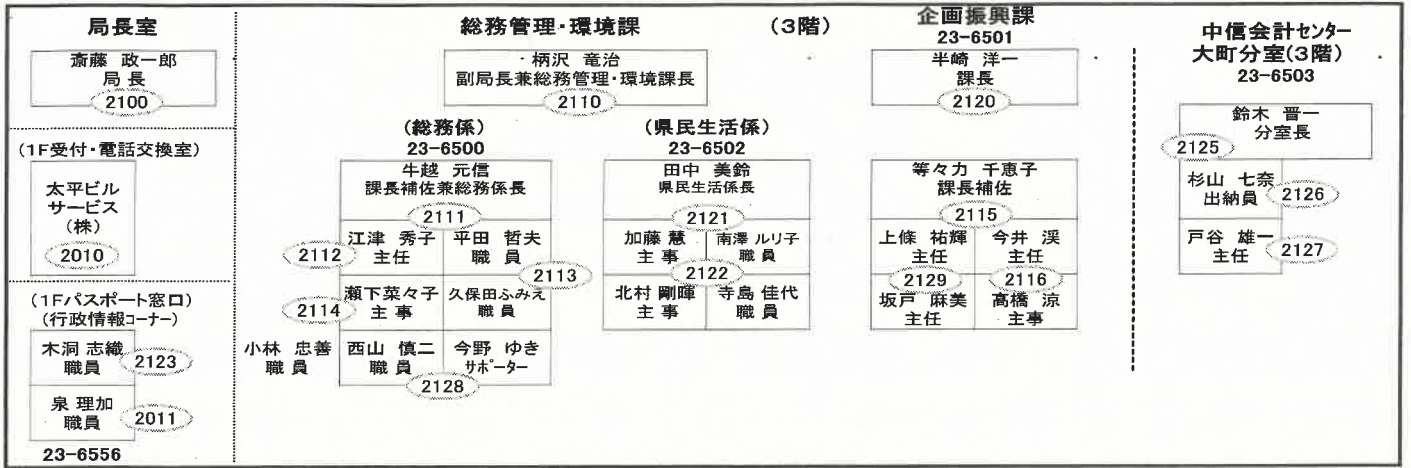 局長室
斎藤 政一郎
局 長
2100
(1F受付・電話交換室)
太平ビル
サービス
(株)
2010
(1Fパスポート窓口)
(行政情報コーナー)
木洞 志織
職員
2123
泉 理加
職員
2011
23-6556
総務管理・環境課
(3階)
柄沢 竜治
副局長兼総務管理・環境課長
2110
(総務係)
23-6500
牛越 元信
課長補佐兼総務係長
2111
江津 秀子
主任
2112
平田 哲夫
職 員
2113
瀬下菜々子
主 事
2114
久保田ふみえ
職 員
小林 忠善
職 員
西山 慎二
職 員
今野 ゆき
サポーター
2128
(県民生活係)
23-6502
田中 美鈴
県民生活係長
2121
加藤 慧
主 事
南澤 ルリ子
職 員
2122
北村 剛暉
主 事
寺島 佳代
職 員
企画振興課
23-6501
半崎 洋一
課長
2120
等々力 千恵子
課長補佐
2115
上條 祐輝
主任
今井 渓
主任
2129
2116
坂戸 麻美
主任
髙橋 涼
主事
中信会計センター
大町分室(3階)
23-6503
鈴木 晋一
分室長
2125
杉山 七奈
出納員
2126
戸谷 雄一
主任
2127